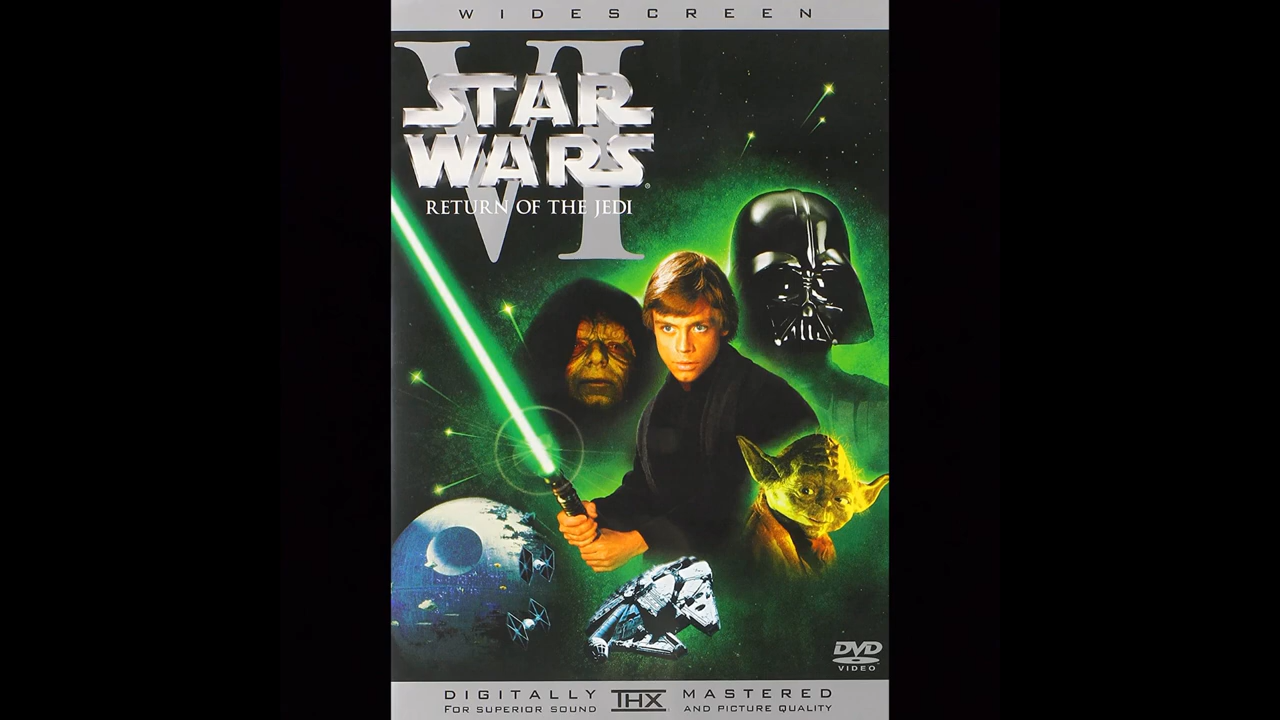 WIDESCREEN
VI
STAR
WARS®
RETURN OF THE JEDI
DVD
VIDEO
DIGITALLY THX MASTERED
FOR SUPERIOR SOUND AND PICTURE QUALITY